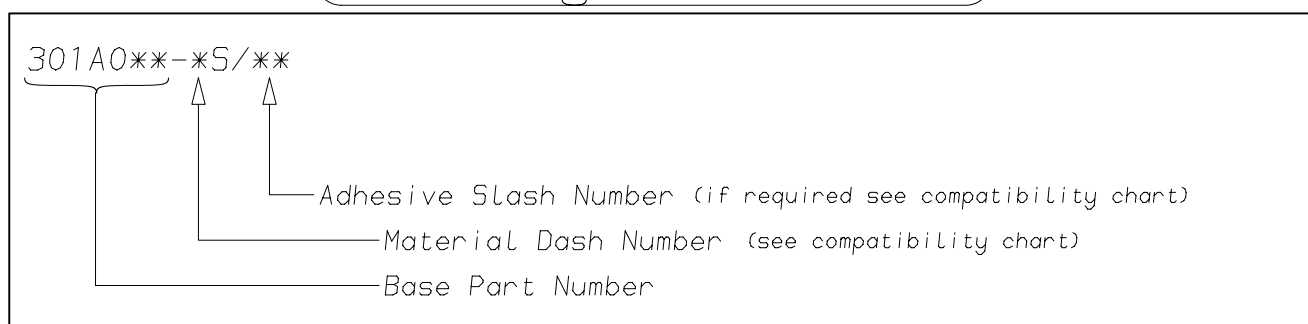 301A0**-*S/**
Adhesive Slash Number (if required see compatibility chart)
Material Dash Number (see compatibility chart)
Base Part Number